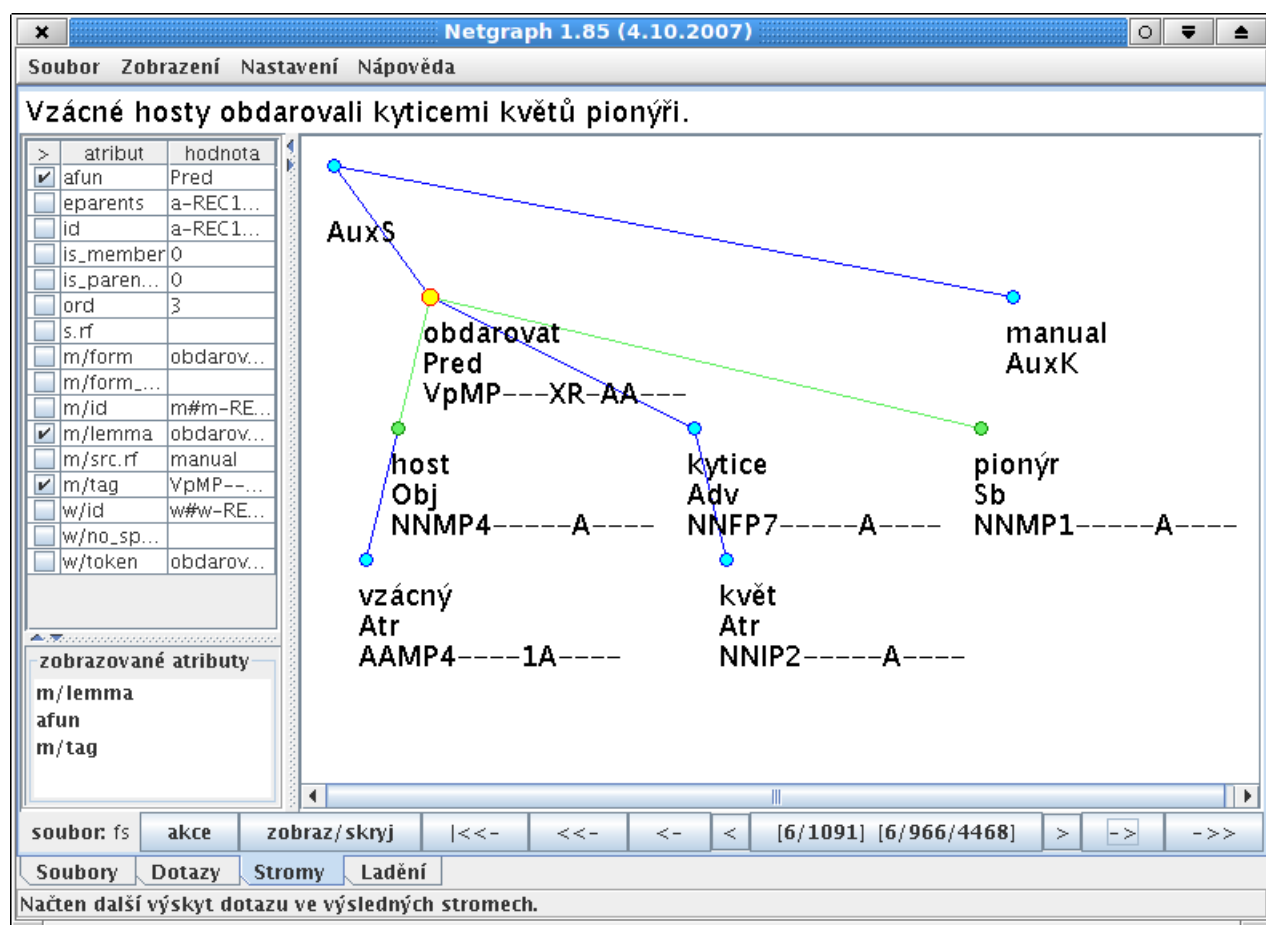 Netgraph 1.85 (4.10.2007)
Soubor Zobrazení Nastavení Nápověda
Vzácné hosty obdarovali kyticemi květů pionýři.
> atribut hodnota
afun Pred
eparents a-REC1...
id a-REC1...
is_member 0
is_paren... 0
ord 3
s.rf
m/form obdarov...
m/form_...
m/id m#m-RE...
m/lemma obdarov...
m/src.rf manual
m/tag VpMP--...
w/id w#w-RE...
w/no_sp...
w/token obdarov...
zobrazované atributy
m/lemma
afun
m/tag
AuxS
obdarovat
Pred
VpMP---XR-AA---
manual
AuxK
host
Obj
NNMP4-----A----
kytice
Adv
NNFP7-----A----
pionýr
Sb
NNMP1-----A----
vzácný
Atr
AAMP4----1A----
květ
Atr
NNIP2-----A----
soubor: fs akce zobraz/skryj |<<- <<- <- < [6/1091] [6/966/4468] > -> ->>
Soubory Dotazy Stromy Ladění
Načten další výskyt dotazu ve výsledných stromech.